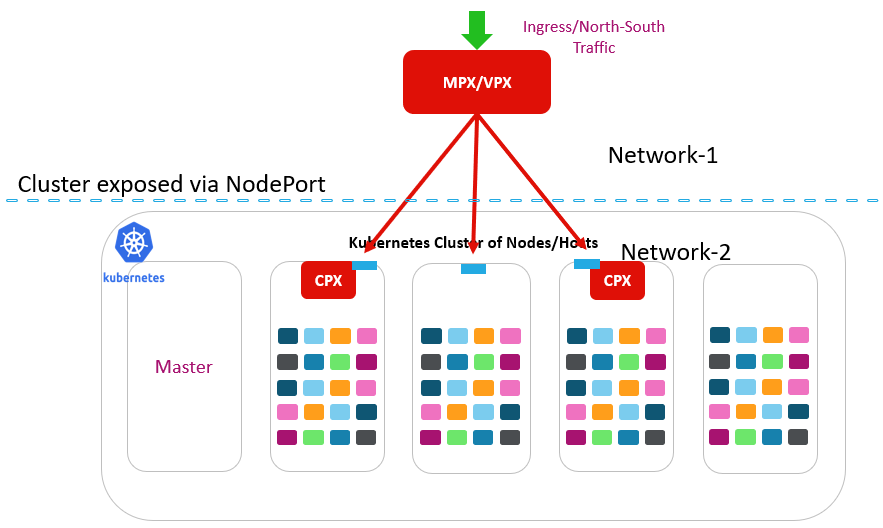 Ingress/North-South
Traffic
MPX/VPX
Network-1
Cluster exposed via NodePort
Kubernetes Cluster of Nodes/Hosts
Network-2
kubernetes
CPX
CPX
Master